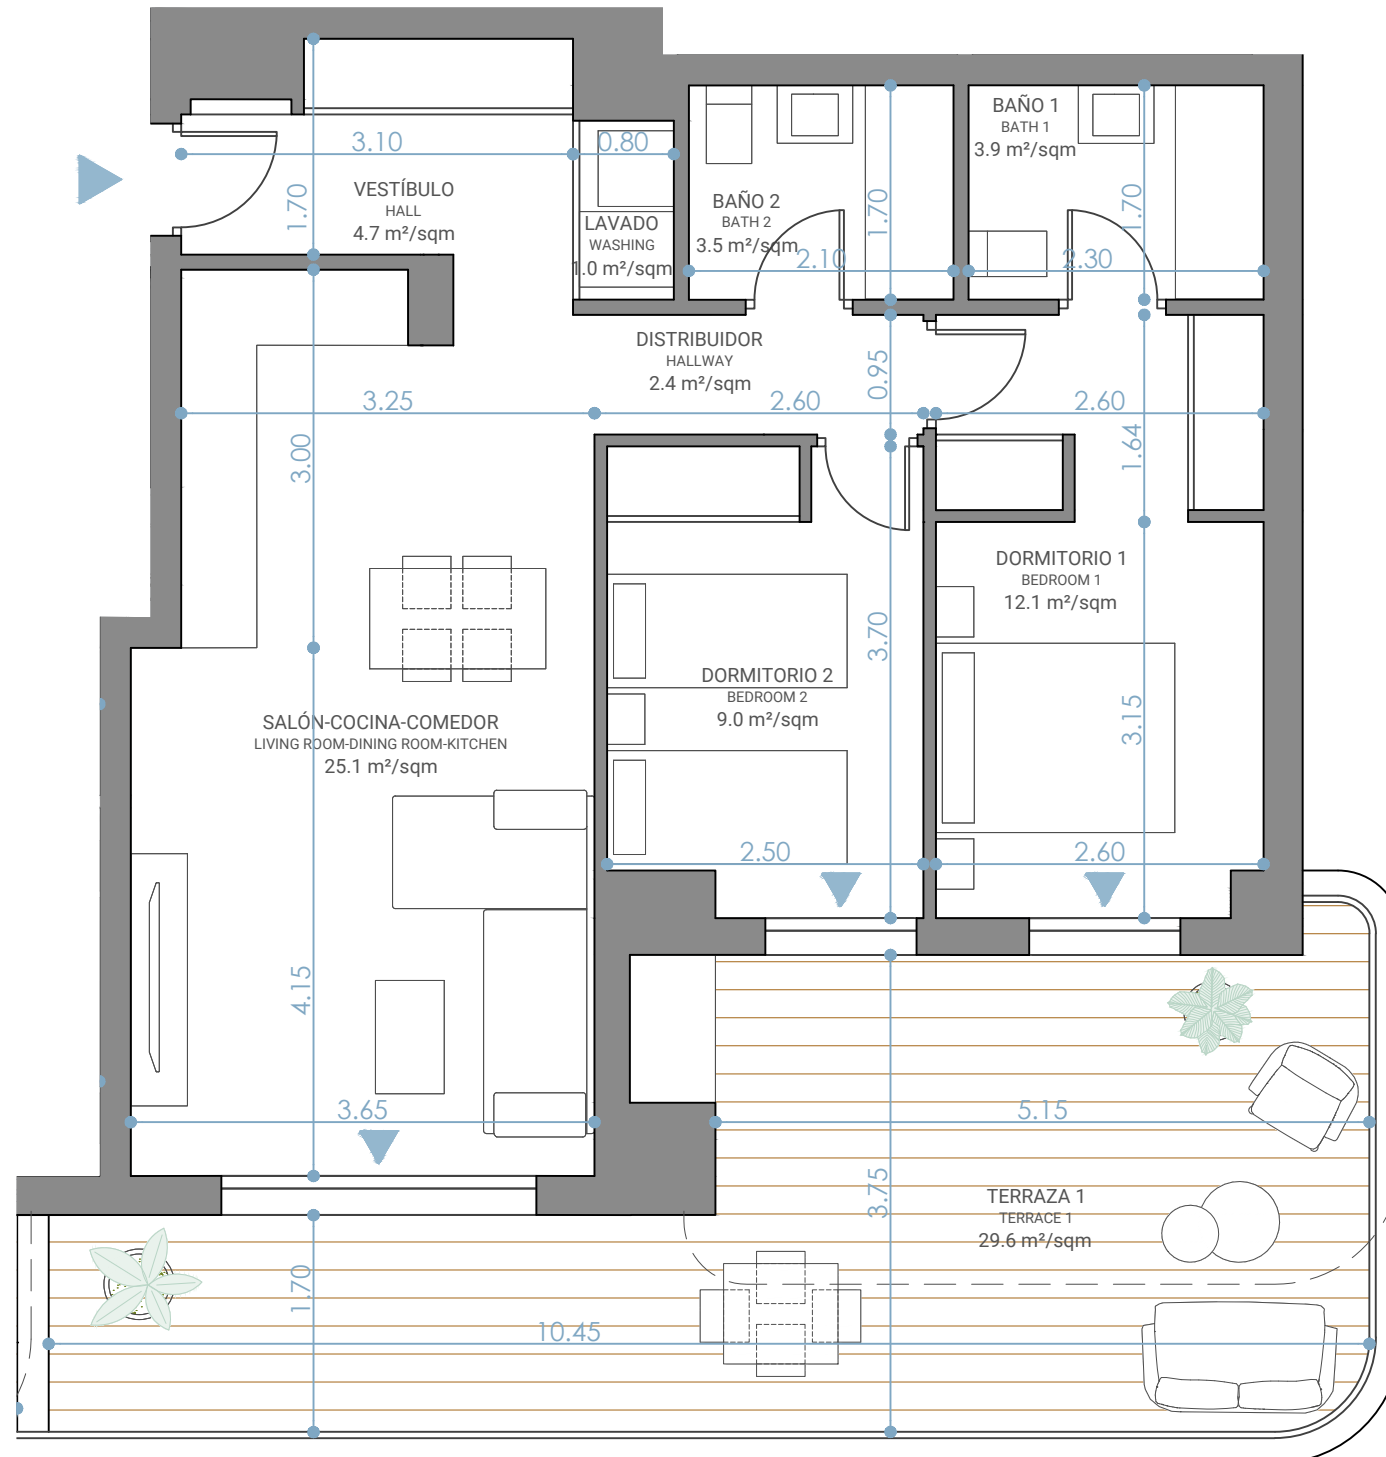 BAÑO 1
BATH 1
3.9 m²/sqm
3.10
0.80
VESTÍBULO
HALL
4.7 m²/sqm
1.70
LAVADO
WASHING
1.0 m²/sqm
BAÑO 2
BATH 2
3.5 m²/sqm
1.70
1.70
2.10
2.30
DISTRIBUIDOR
HALLWAY
2.4 m²/sqm
0.95
3.25
2.60
2.60
3.00
1.64
DORMITORIO 1
BEDROOM 1
12.1 m²/sqm
3.70
DORMITORIO 2
BEDROOM 2
9.0 m²/sqm
3.15
SALÓN-COCINA-COMEDOR
LIVING ROOM-DINING ROOM-KITCHEN
25.1 m²/sqm
2.50
2.60
4.15
3.65
5.15
3.75
TERRAZA 1
TERRACE 1
29.6 m²/sqm
1.70
10.45